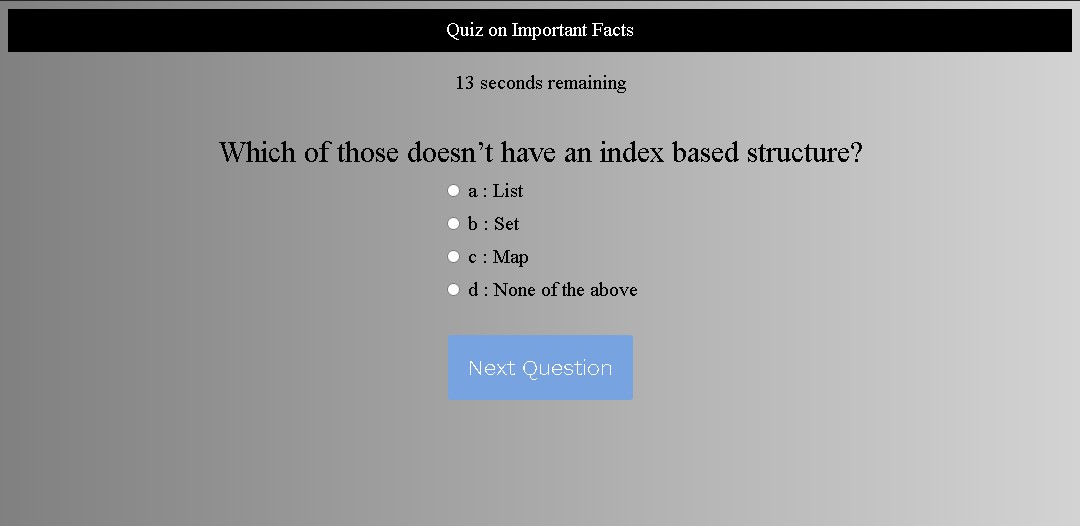 Quiz on Important Facts
13 seconds remaining
Which of those doesn’t have an index based structure?
a : List
b : Set
c : Map
d : None of the above
Next Question